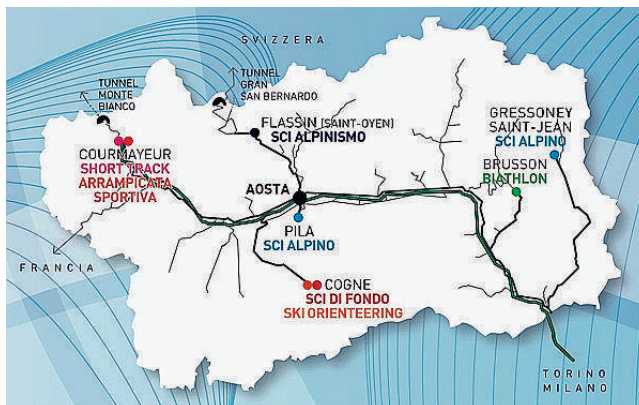 SVIZZERA
TUNNEL
MONTE
BIANCO
TUNNEL
GRAN
SAN BERNARDO
FLASSIN (SAINT-OYEN)
SCI ALPINISMO
GRESSONEY
SAINT-JEAN
SCI ALPINO
COURMAYEUR
SHORT TRACK
ARRAMPICATA
SPORTIVA
BRUSSON
BIATHLON
AOSTA
PILA
SCI ALPINO
FRANCIA
COGNE
SCI DI FONDO
SKI ORIENTEERING
TORINO
MILANO